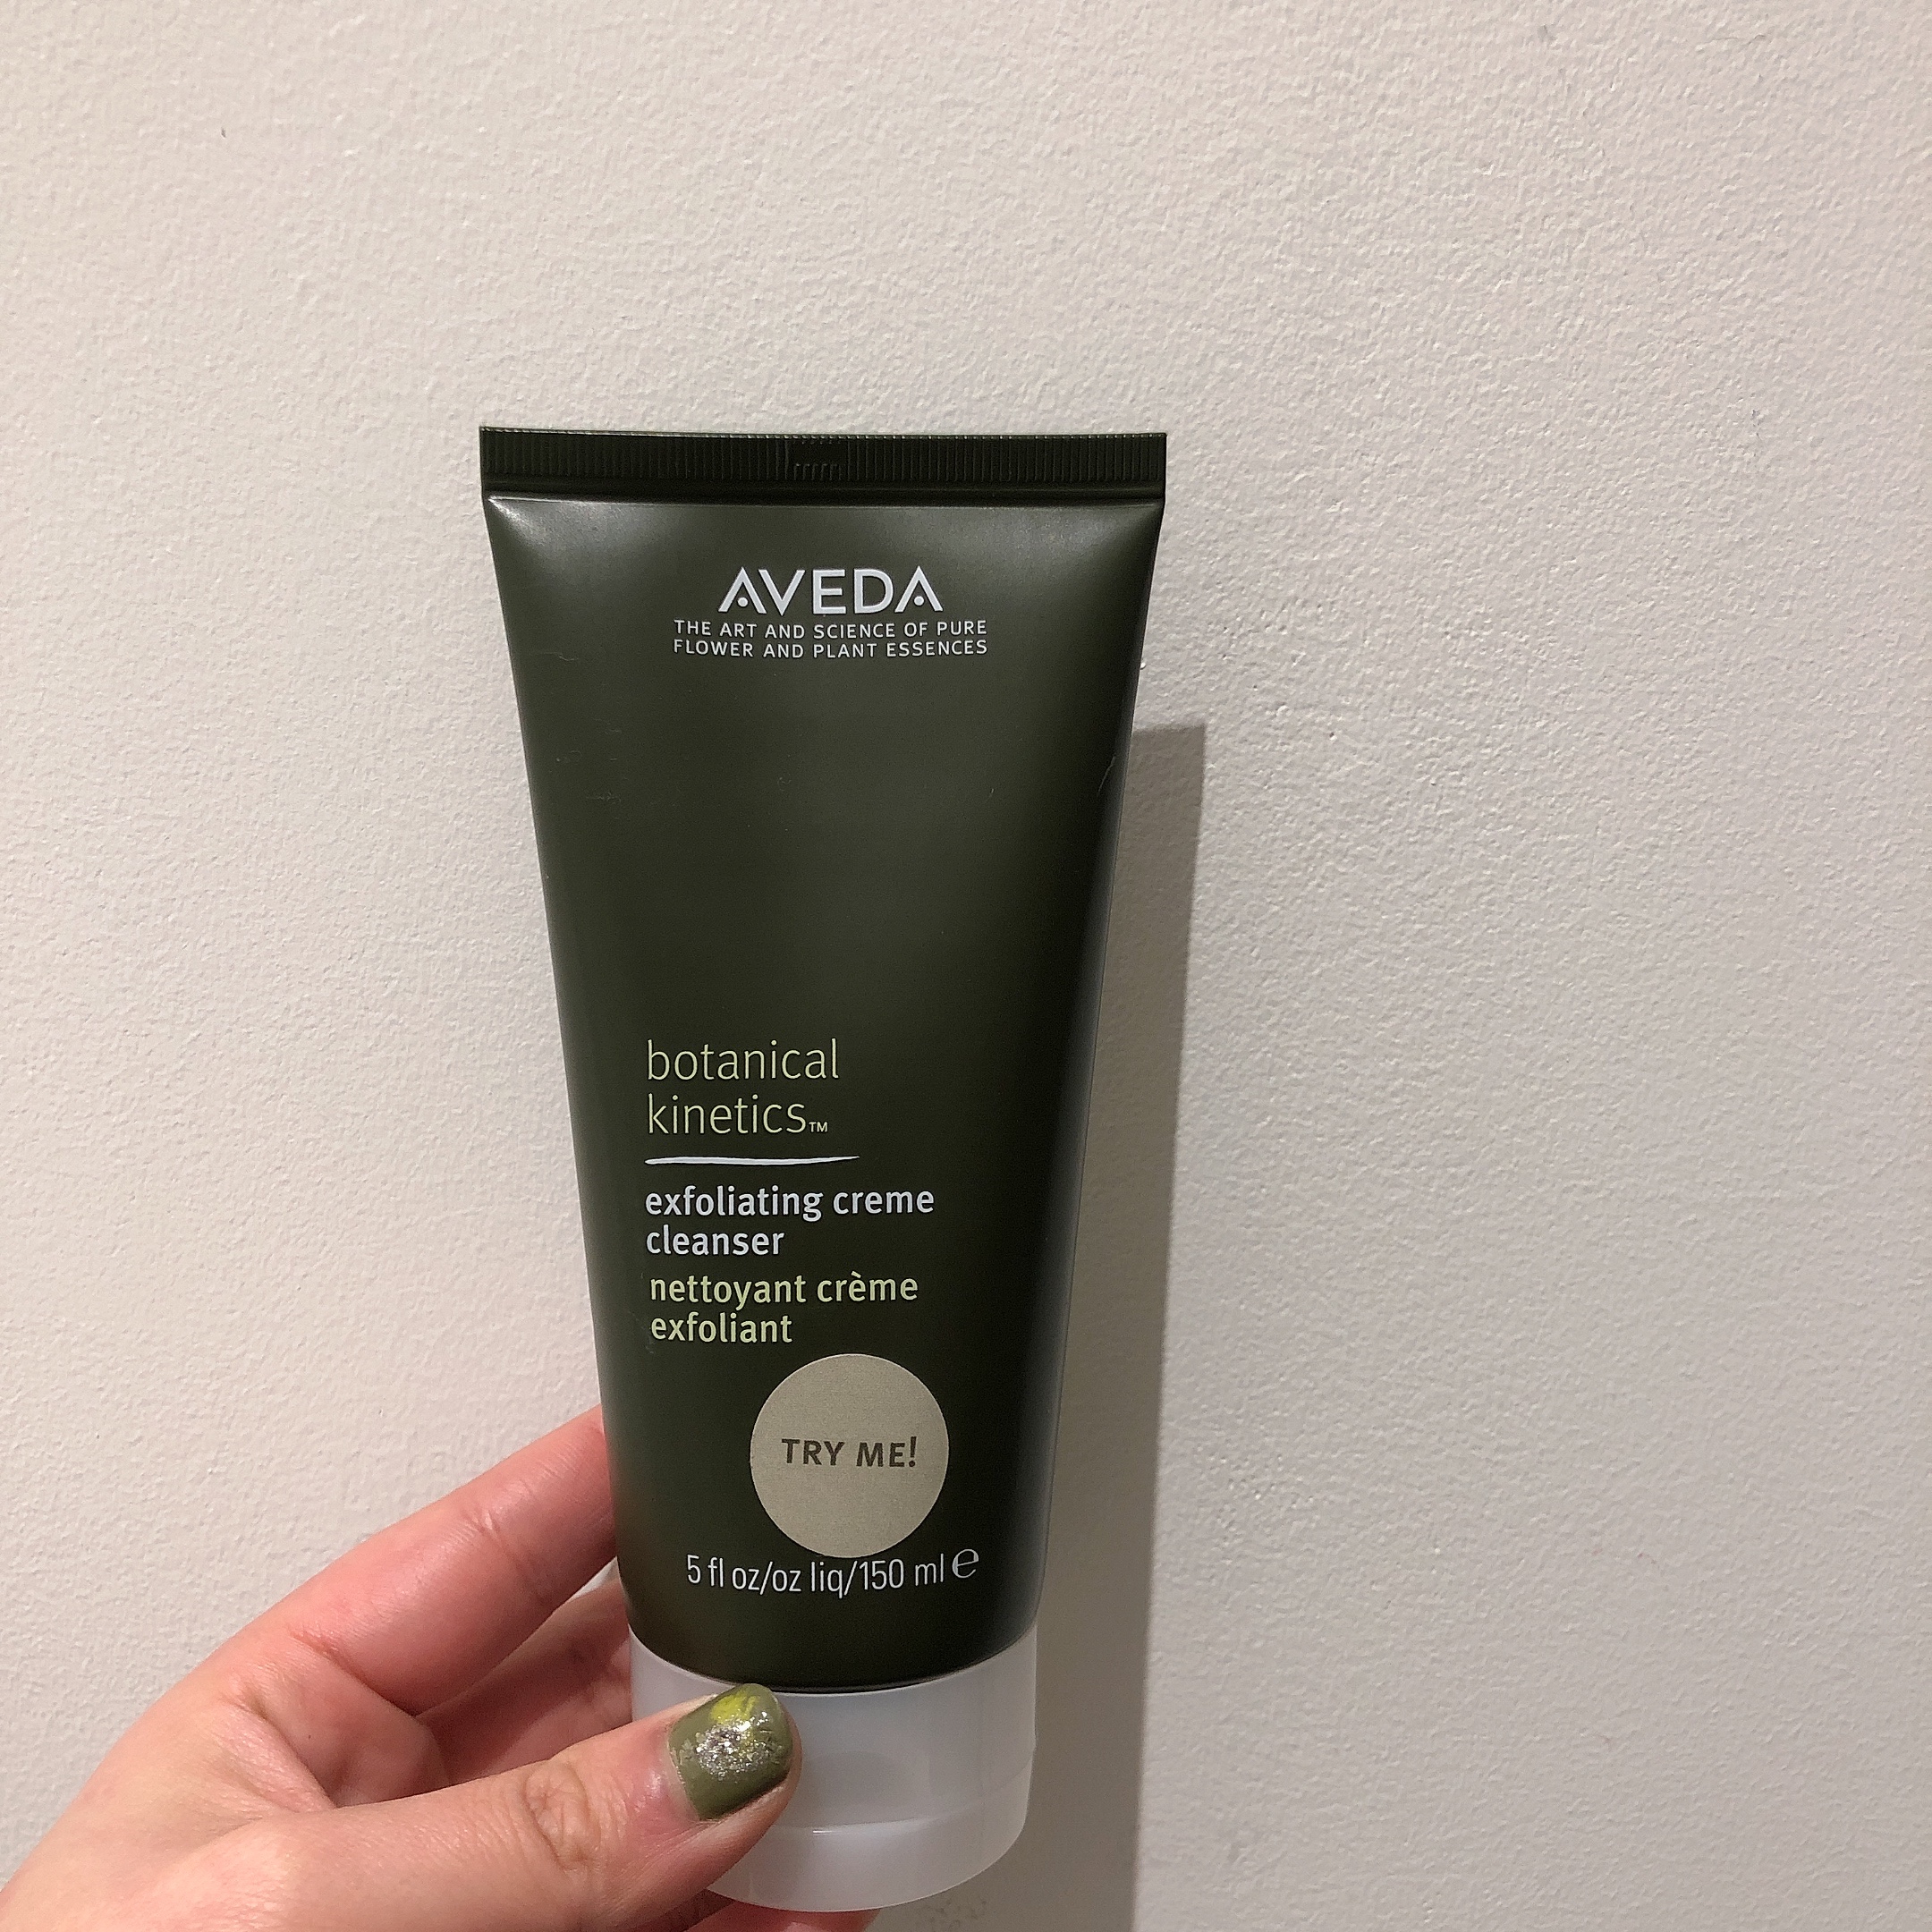 AVEDA
THE ART AND SCIENCE OF PURE
FLOWER AND PLANT ESSENCES
botanical
kinetics™
exfoliating creme
cleanser
nettoyant crème
exfoliant
TRY ME!
5 fl oz/oz liq/150 ml ℮